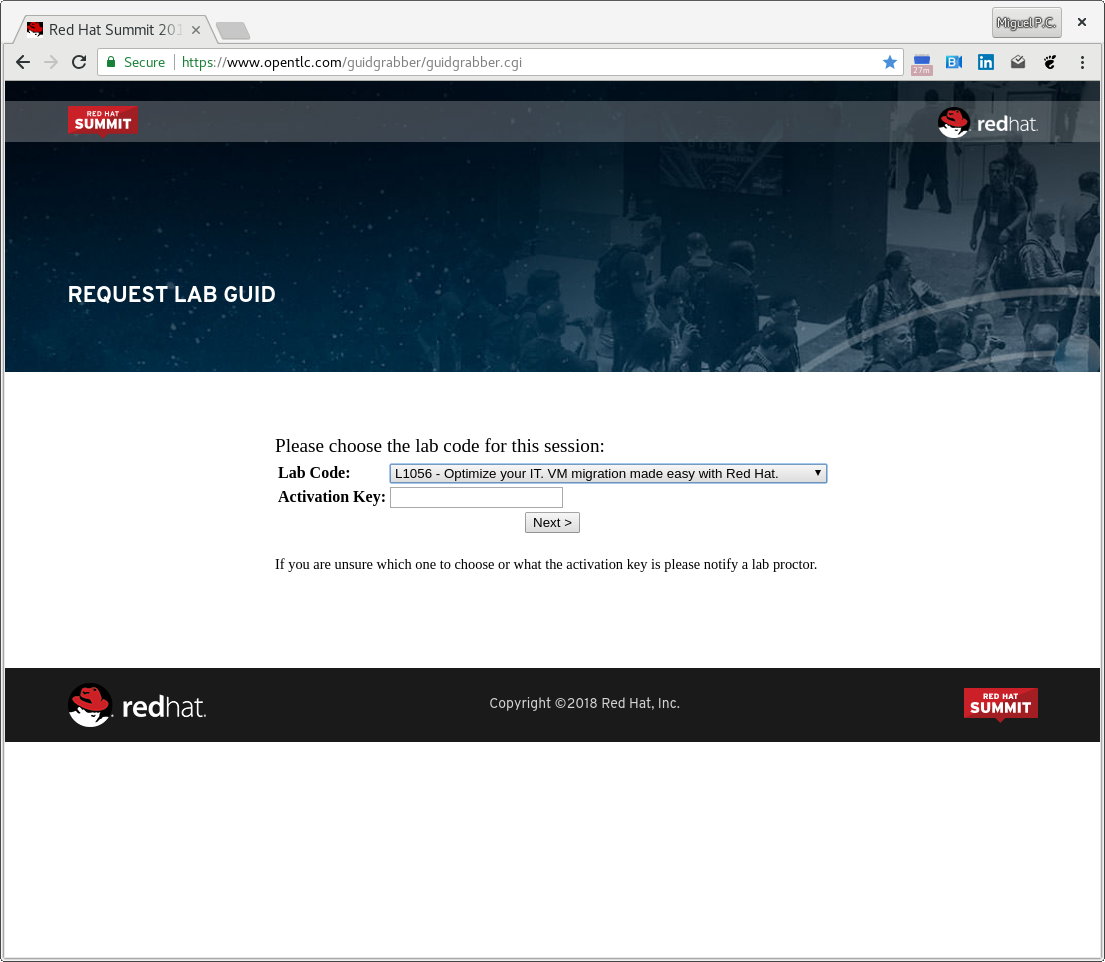 Red Hat Summit 201
Miguel P.C.
Secure
https://www.opentlc.com/guidgrabber/guidgrabber.cgi
27m
RED HAT
SUMMIT
redhat.
REQUEST LAB GUID
Please choose the lab code for this session:
Lab Code: L1056 - Optimize your IT. VM migration made easy with Red Hat.
Activation Key:
Next >
If you are unsure which one to choose or what the activation key is please notify a lab proctor.
redhat.
Copyright ©2018 Red Hat, Inc.
RED HAT
SUMMIT